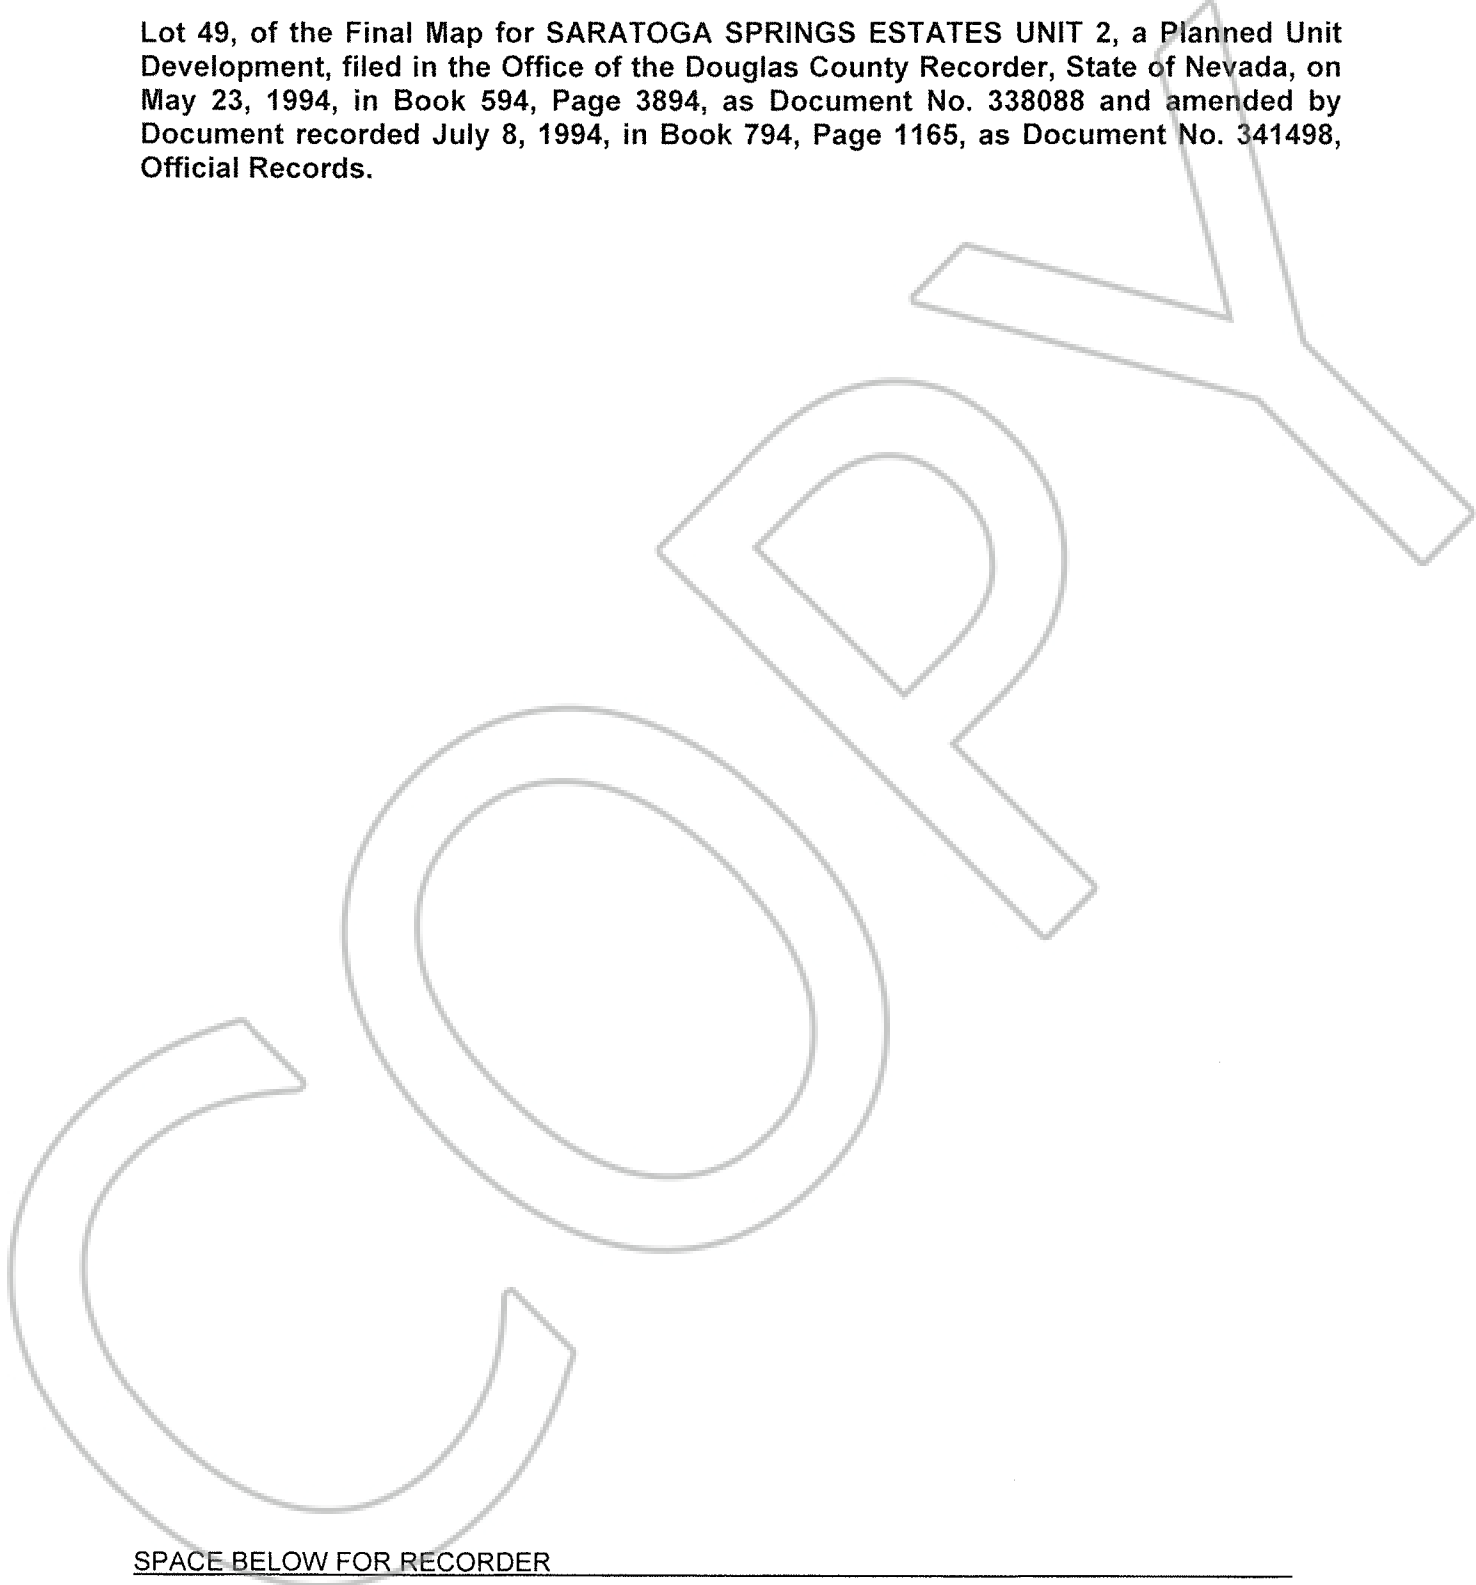 Lot 49, of the Final Map for SARATOGA SPRINGS ESTATES UNIT 2, a Planned Unit
Development, filed in the Office of the Douglas County Recorder, State of Nevada, on
May 23, 1994, in Book 594, Page 3894, as Document No. 338088 and amended by
Document recorded July 8, 1994, in Book 794, Page 1165, as Document No. 341498,
Official Records.
COPY
SPACE BELOW FOR RECORDER